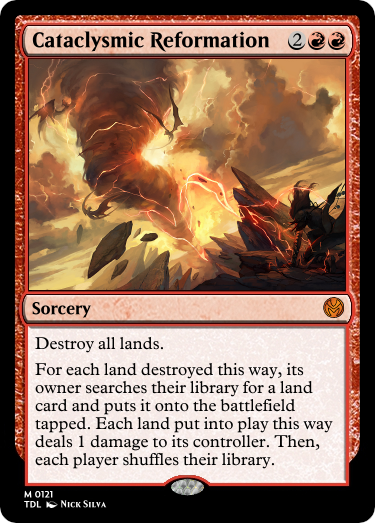 Cataclysmic Reformation 2
Sorcery
Destroy all lands.
For each land destroyed this way, its
owner searches their library for a land
card and puts it onto the battlefield
tapped. Each land put into play this way
deals 1 damage to its controller. Then,
each player shuffles their library.
M 0121
TDL Nick Silva